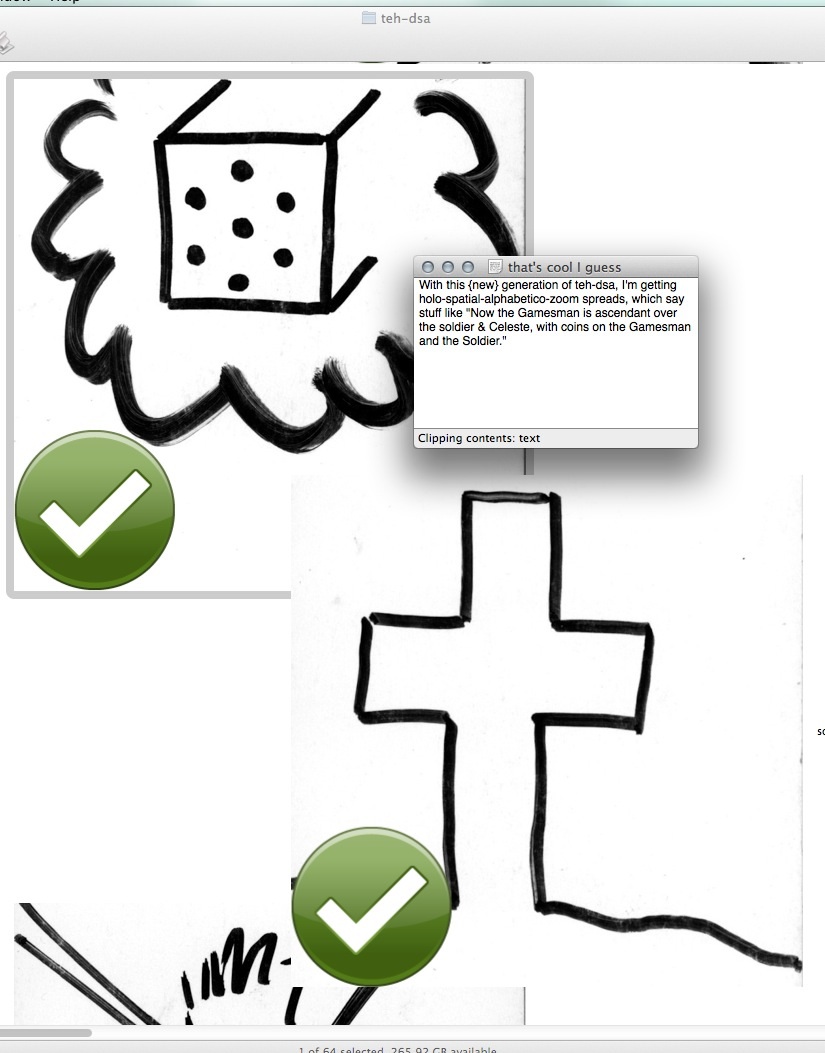 teh-dsa
that's cool I guess
With this {new} generation of teh-dsa, I'm getting
holo-spatial-alphabetico-zoom spreads, which say
stuff like "Now the Gamesman is ascendant over
the soldier & Celeste, with coins on the Gamesman
and the Soldier."
Clipping contents: text
1 of 64 selected, 265.92 GB available